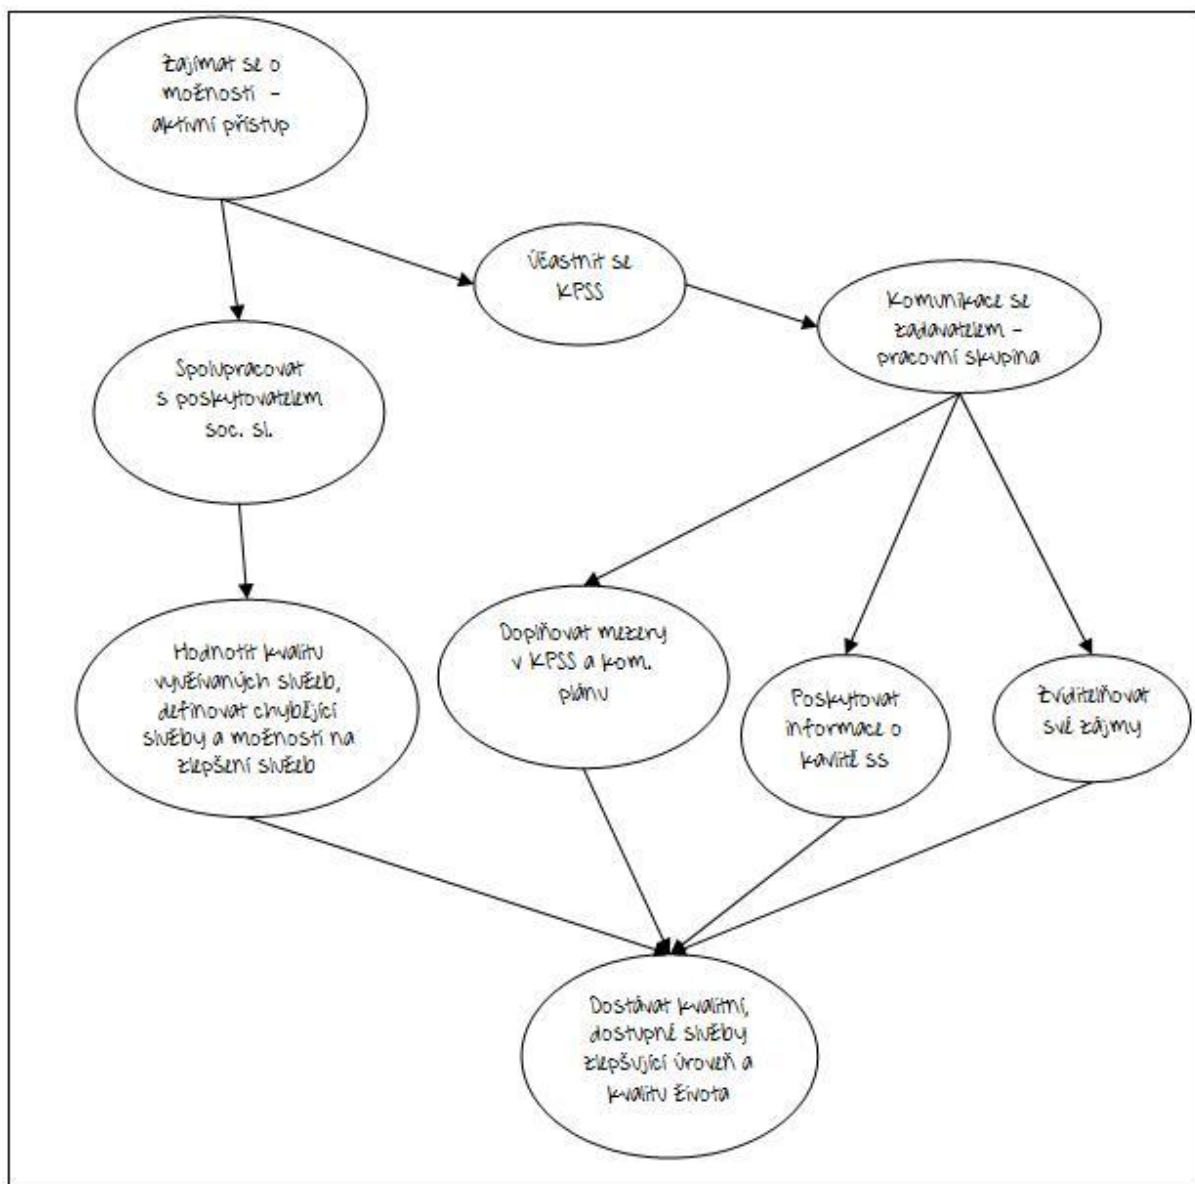 Zajímat se o
možnosti -
aktivní přístup
Účastnit se
KPSS
Komunikace se
zadavatelem –
pracovní skupina
Spolupracovat
s poskytovatelem
soc. sl.
Hodnotit kvalitu
využívaných služeb,
definovat chybějící
služby a možnosti na
zlepšení služeb
Doplňovat mezery
v KPSS a kom.
plánu
Poskytovat
informace o
kavlitě ss
Zviditelňovat
své zájmy
Dostávat kvalitní,
dostupné služby
zlepšující úroveň a
kvalitu života